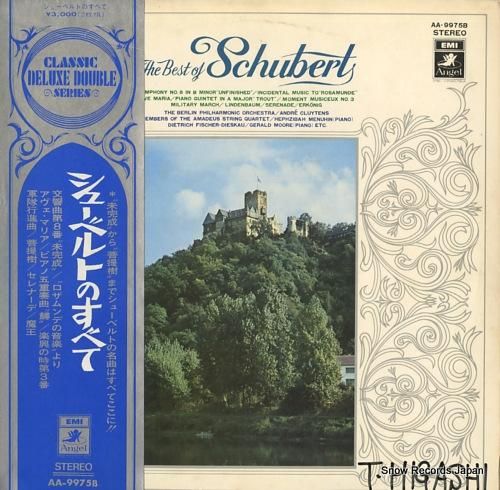 シューベルトのすべて
¥3,000(2枚組)
CLASSIC
DELUXE DOUBLE
SERIES
シューベルトのすべて
交響曲第8番“未完成”/ロザムンデの音楽より
アヴェ・マリア/ピアノ五重奏曲“鱒”/楽興の時第3番
軍隊行進曲/菩提樹/セレナーデ/魔王
EMI
Angel
STEREO
AA-9975B
The Best of Schubert
AA-9975B
STEREO
EMI
Angel
SYMPHONY NO.8 IN B MINOR"UNFINISHED"/INCIDENTAL MUSIC TO"ROSAMUNDE"
AVE MARIA/PIANO QUINTET IN A MAJOR"TROUT"/MOMENT MUSICEUX NO.3
MILITARY MARCH/LINDENBAUM/SERENADE/ERKÖNIG
THE BERLIN PHILHARMONIC ORCHESTRA/ANDRÉ CLUYTENS
MEMBERS OF THE AMADEUS STRING QUARTET/HEPHZIBAH MENUHIN(PIANO)
DIETRICH FISCHER-DIESKAU/GERALD MOORE(PIANO) ETC.
“未完成”から“菩提樹”までシューベルトの名曲はすべてここに!!
T.HIGASHI
Snow Records Japan
http://www.snowrecords.jp